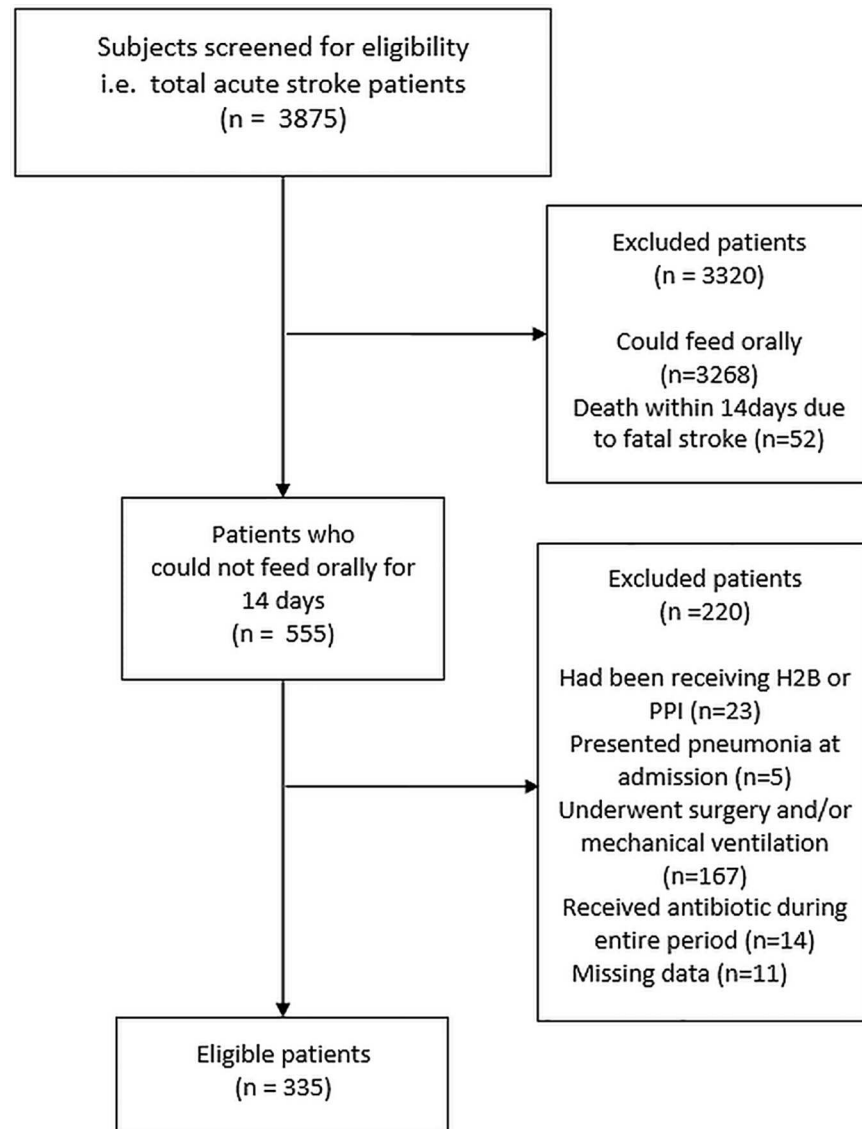 Subjects screened for eligibility
i.e. total acute stroke patients
(n = 3875)
Excluded patients
(n = 3320)
Could feed orally
(n=3268)
Death within 14days due
to fatal stroke (n=52)
Patients who
could not feed orally for
14 days
(n = 555)
Excluded patients
(n =220)
Had been receiving H2B or
PPI (n=23)
Presented pneumonia at
admission (n=5)
Underwent surgery and/or
mechanical ventilation
(n=167)
Received antibiotic during
entire period (n=14)
Missing data (n=11)
Eligible patients
(n = 335)